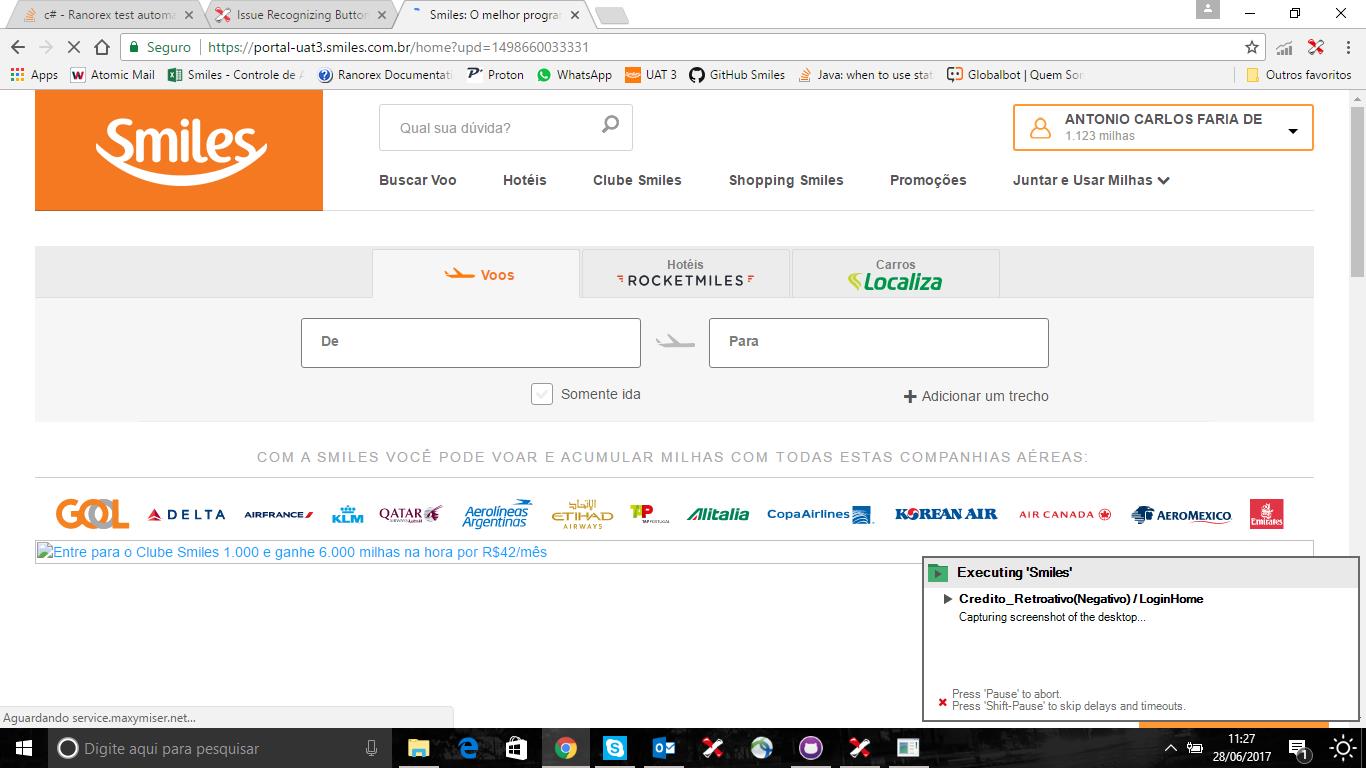 c# - Ranorex test automa
Issue Recognizing Button
Smiles: O melhor progran
Seguro
https://portal-uat3.smiles.com.br/home?upd=1498660033331
Apps
Atomic Mail
Smiles - Controle de A
Ranorex Documentati
Proton
WhatsApp
UAT 3
GitHub Smiles
Java: when to use stat
Globalbot | Quem Son
Outros favoritos
Smiles
Qual sua dúvida?
ANTONIO CARLOS FARIA DE
1.123 milhas
Buscar Voo
Hotéis
Clube Smiles
Shopping Smiles
Promoções
Juntar e Usar Milhas
Voos
Hotéis
ROCKETMILES
Carros
Localiza
De
Para
Somente ida
Adicionar um trecho
COM A SMILES VOCÊ PODE VOAR E ACUMULAR MILHAS COM TODAS ESTAS COMPANHIAS AÉREAS:
GOL
DELTA
AIRFRANCE
KLM
QATAR
AIRWAYS
Aerolíneas
Argentinas
ETIHAD
AIRWAYS
TAP
Alitalia
CopaAirlines
KOREAN AIR
AIR CANADA
AEROMEXICO
Emirates
Entre para o Clube Smiles 1.000 e ganhe 6.000 milhas na hora por R$42/mês
Executing 'Smiles'
Credito_Retroativo(Negativo) / LoginHome
Capturing screenshot of the desktop...
Press 'Pause' to abort.
Press 'Shift-Pause' to skip delays and timeouts.
Aguardando service.maxymiser.net...
Digite aqui para pesquisar
11:27
28/06/2017
1